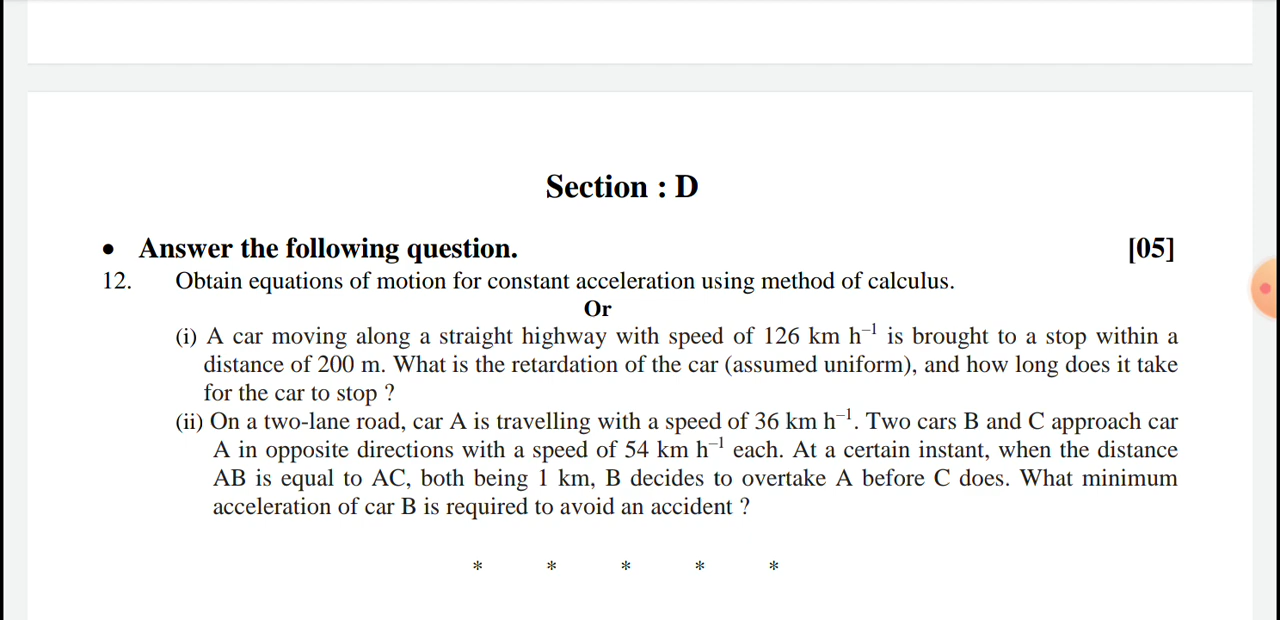 Section : D
• Answer the following question. [05]
12. Obtain equations of motion for constant acceleration using method of calculus.
Or
(i) A car moving along a straight highway with speed of 126 km h⁻¹ is brought to a stop within a
distance of 200 m. What is the retardation of the car (assumed uniform), and how long does it take
for the car to stop ?
(ii) On a two-lane road, car A is travelling with a speed of 36 km h⁻¹. Two cars B and C approach car
A in opposite directions with a speed of 54 km h⁻¹ each. At a certain instant, when the distance
AB is equal to AC, both being 1 km, B decides to overtake A before C does. What minimum
acceleration of car B is required to avoid an accident ?
* * * * *